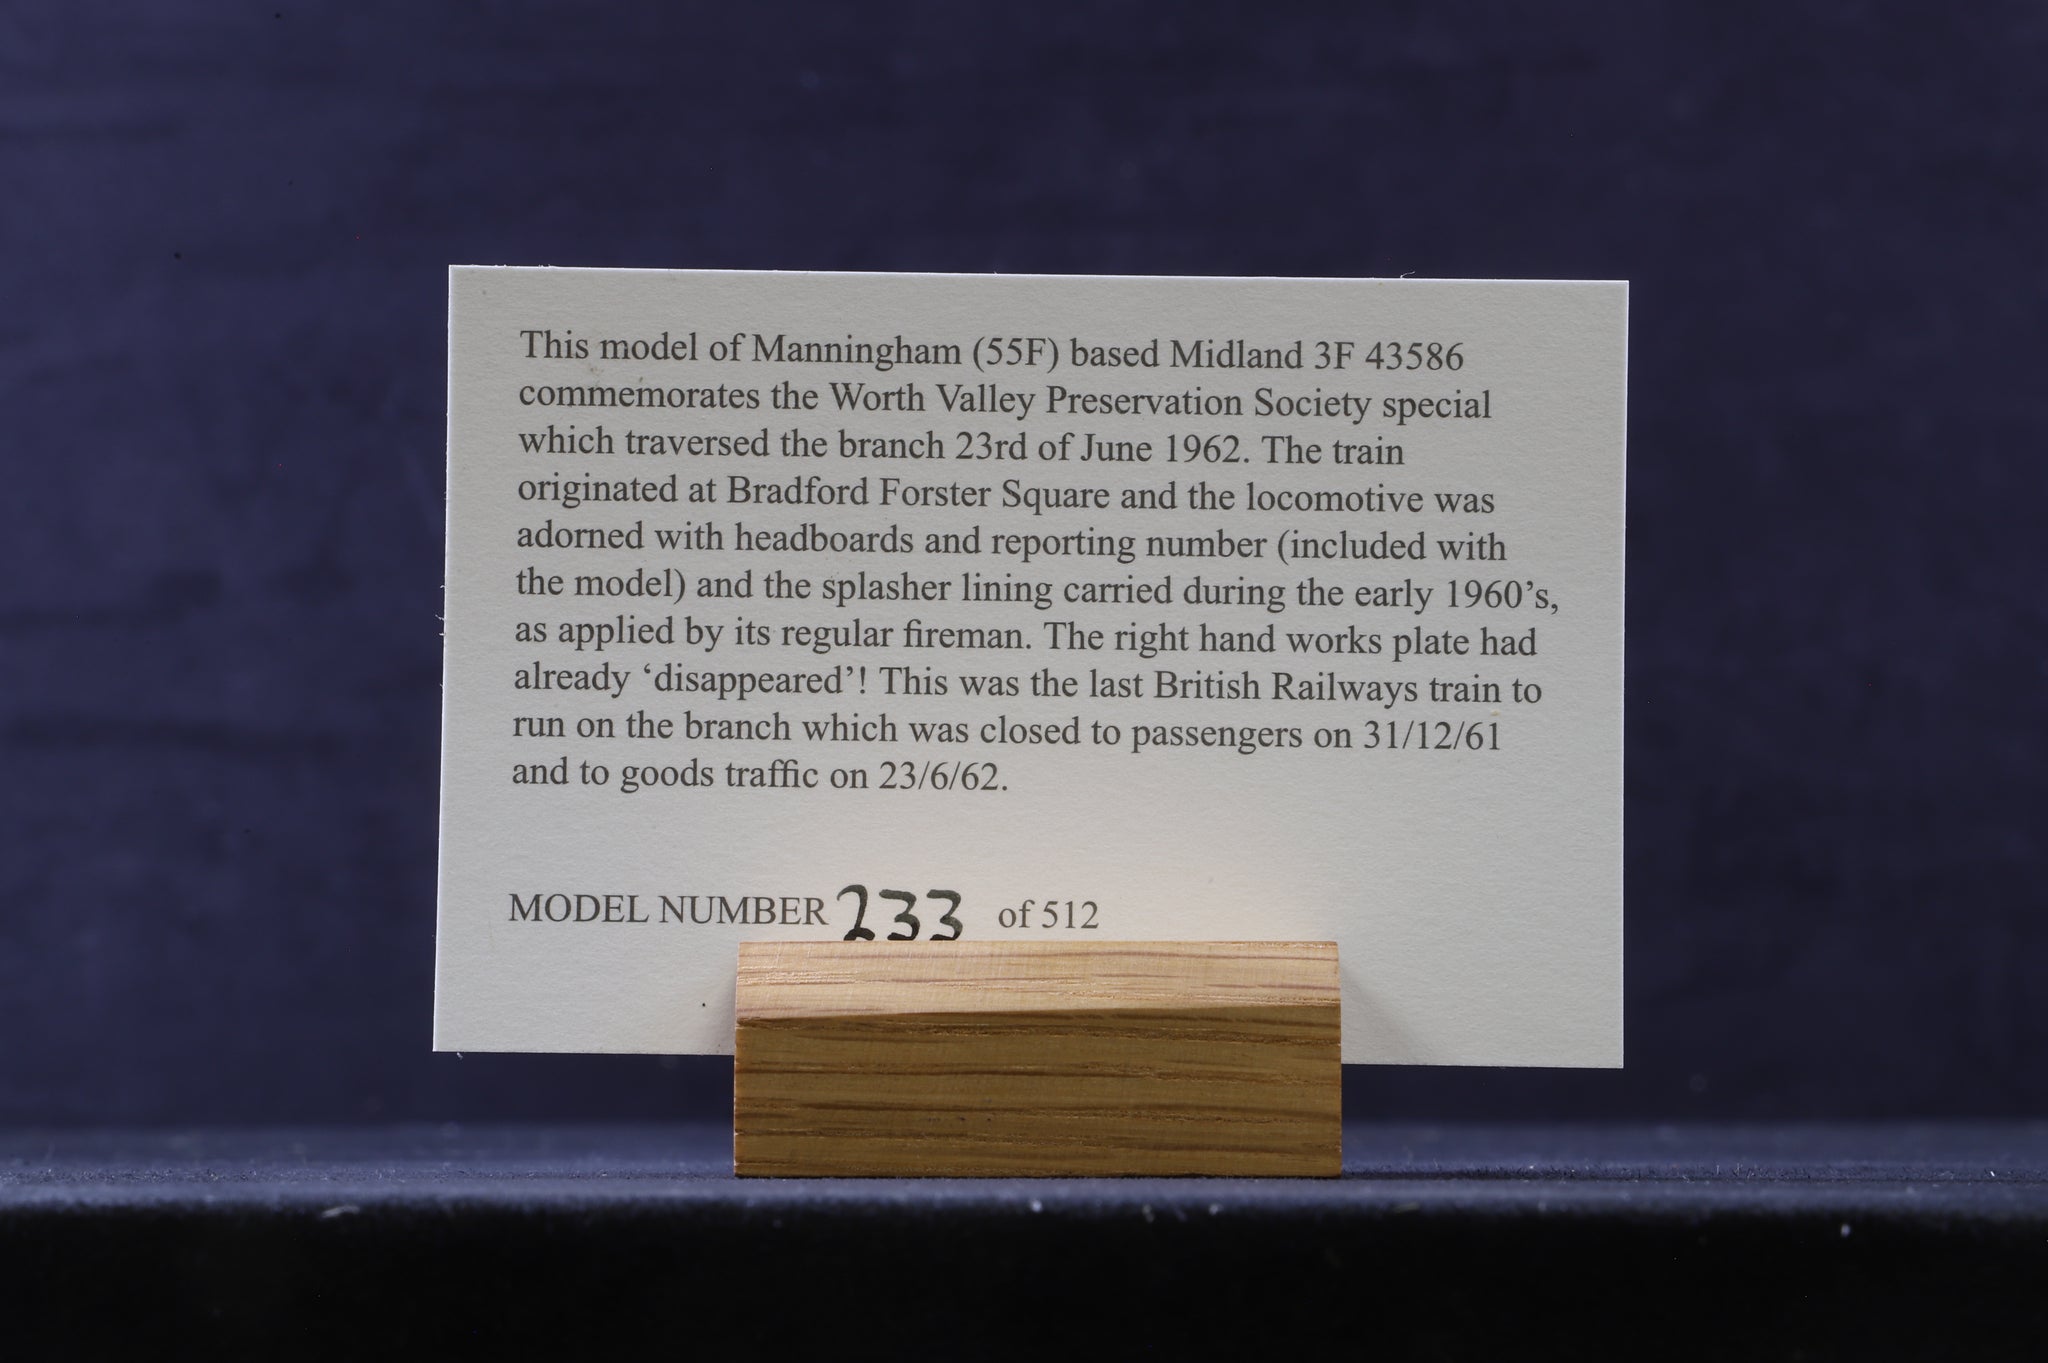 This model of Manningham (55F) based Midland 3F 43586
commemorates the Worth Valley Preservation Society special
which traversed the branch 23rd of June 1962. The train
originated at Bradford Forster Square and the locomotive was
adorned with headboards and reporting number (included with
the model) and the splasher lining carried during the early 1960’s,
as applied by its regular fireman. The right hand works plate had
already ‘disappeared’! This was the last British Railways train to
run on the branch which was closed to passengers on 31/12/61
and to goods traffic on 23/6/62.
MODEL NUMBER 233 of 512